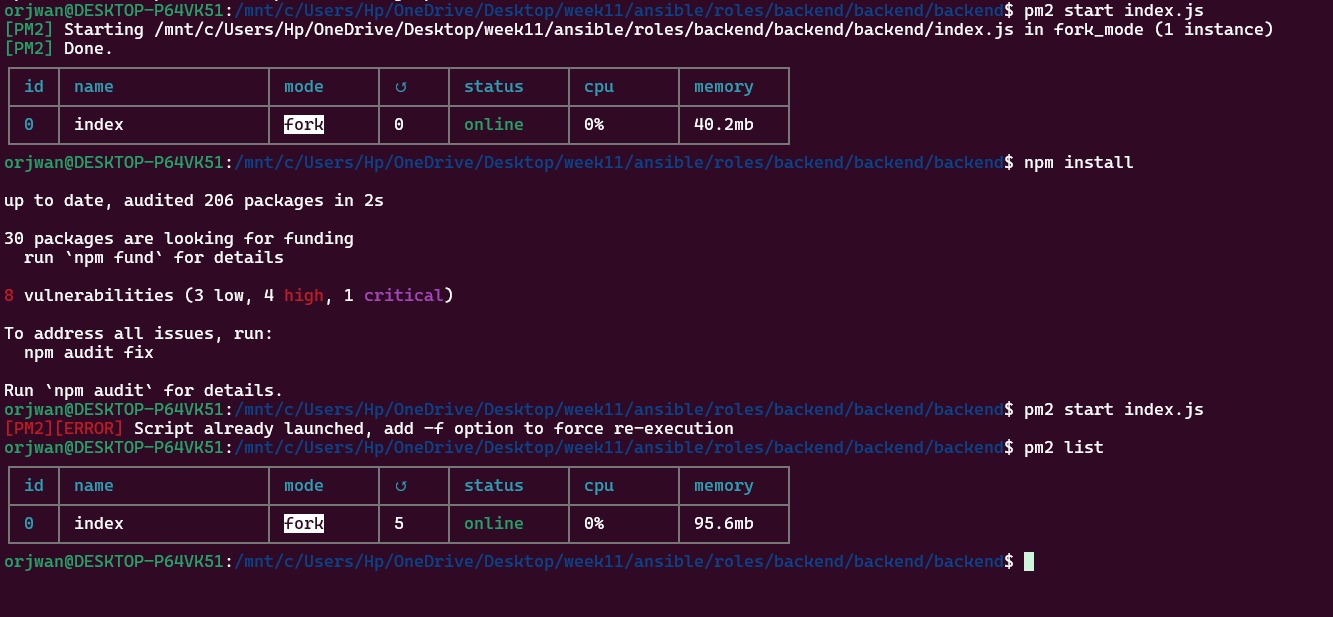 orjwan@DESKTOP-P64VK51:/mnt/c/Users/Hp/OneDrive/Desktop/week11/ansible/roles/backend/backend/backend$ pm2 start index.js
[PM2] Starting /mnt/c/Users/Hp/OneDrive/Desktop/week11/ansible/roles/backend/backend/backend/index.js in fork_mode (1 instance)
[PM2] Done.
id name mode ↺ status cpu memory
0 index fork 0 online 0% 40.2mb
orjwan@DESKTOP-P64VK51:/mnt/c/Users/Hp/OneDrive/Desktop/week11/ansible/roles/backend/backend/backend$ npm install
up to date, audited 206 packages in 2s
30 packages are looking for funding
run `npm fund` for details
8 vulnerabilities (3 low, 4 high, 1 critical)
To address all issues, run:
npm audit fix
Run `npm audit` for details.
orjwan@DESKTOP-P64VK51:/mnt/c/Users/Hp/OneDrive/Desktop/week11/ansible/roles/backend/backend/backend$ pm2 start index.js
[PM2][ERROR] Script already launched, add -f option to force re-execution
orjwan@DESKTOP-P64VK51:/mnt/c/Users/Hp/OneDrive/Desktop/week11/ansible/roles/backend/backend/backend$ pm2 list
id name mode ↺ status cpu memory
0 index fork 5 online 0% 95.6mb
orjwan@DESKTOP-P64VK51:/mnt/c/Users/Hp/OneDrive/Desktop/week11/ansible/roles/backend/backend/backend$